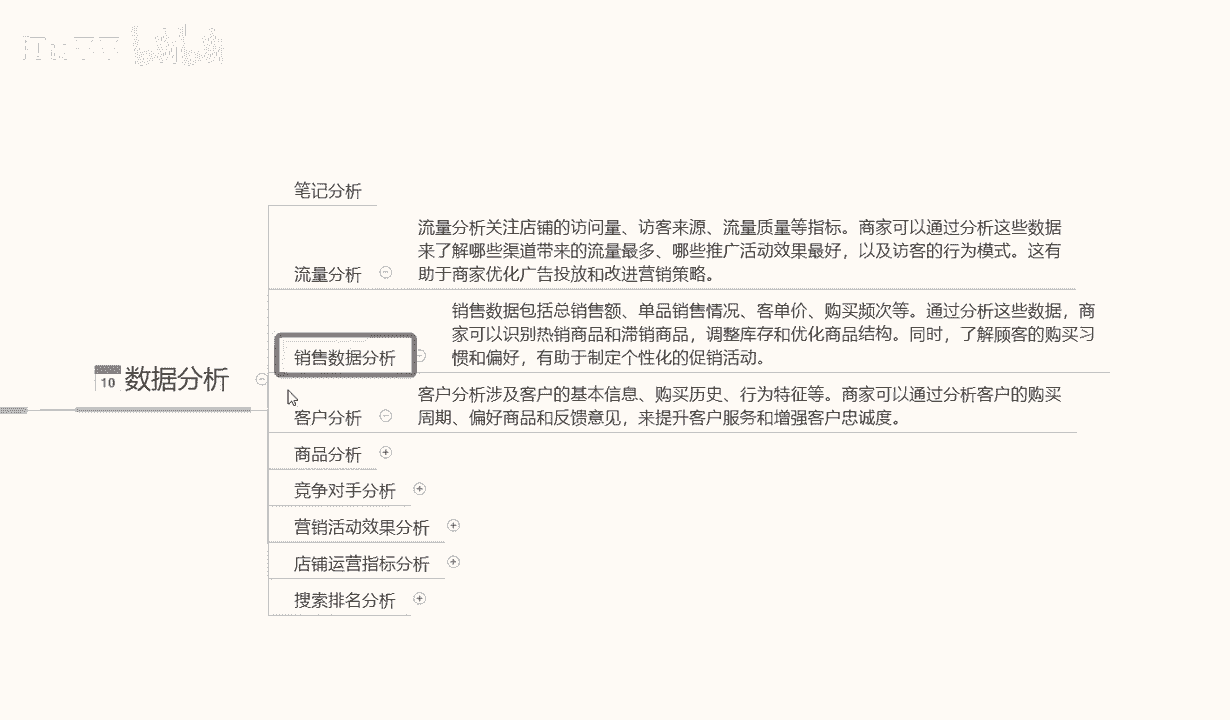 笔记分析
流量分析关注店铺的访问量、访客来源、流量质量等指标。商家可以通过分析这些数据
来了解哪些渠道带来的流量最多、哪些推广活动效果最好，以及访客的行为模式。这有
助于商家优化广告投放和改进营销策略。
流量分析
销售数据包括总销售额、单品销售情况、客单价、购买频次等。通过分析这些数据，商
家可以识别热销商品和滞销商品，调整库存和优化商品结构。同时，了解顾客的购买习
惯和偏好，有助于制定个性化的促销活动。
销售数据分析
10 数据分析
客户分析涉及客户的基本信息、购买历史、行为特征等。商家可以通过分析客户的购买
周期、偏好商品和反馈意见，来提升客户服务和增强客户忠诚度。
客户分析
商品分析
竞争对手分析
营销活动效果分析
店铺运营指标分析
搜索排名分析